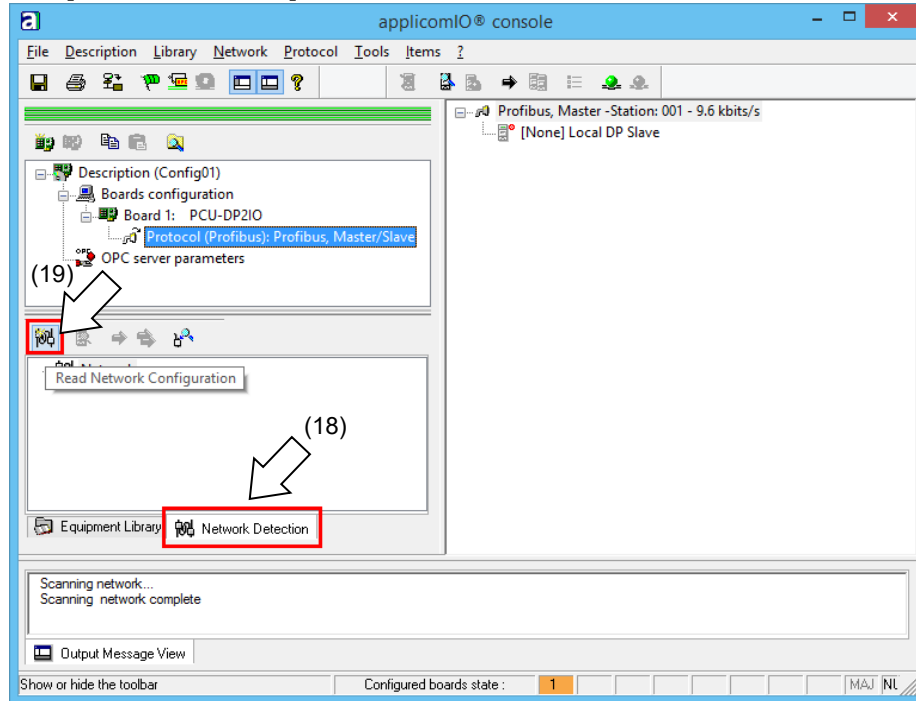 a applicomIO® console
File Description Library Network Protocol Tools Items ?
Description (Config01)
Boards configuration
Board 1: PCU-DP2IO
Protocol (Profibus): Profibus, Master/Slave
OPC server parameters
Profibus, Master -Station: 001 - 9.6 kbits/s
[None] Local DP Slave
(19)
Read Network Configuration
(18)
Equipment Library Network Detection
Scanning network...
Scanning network complete
Output Message View
Show or hide the toolbar Configured boards state : 1 MAJ